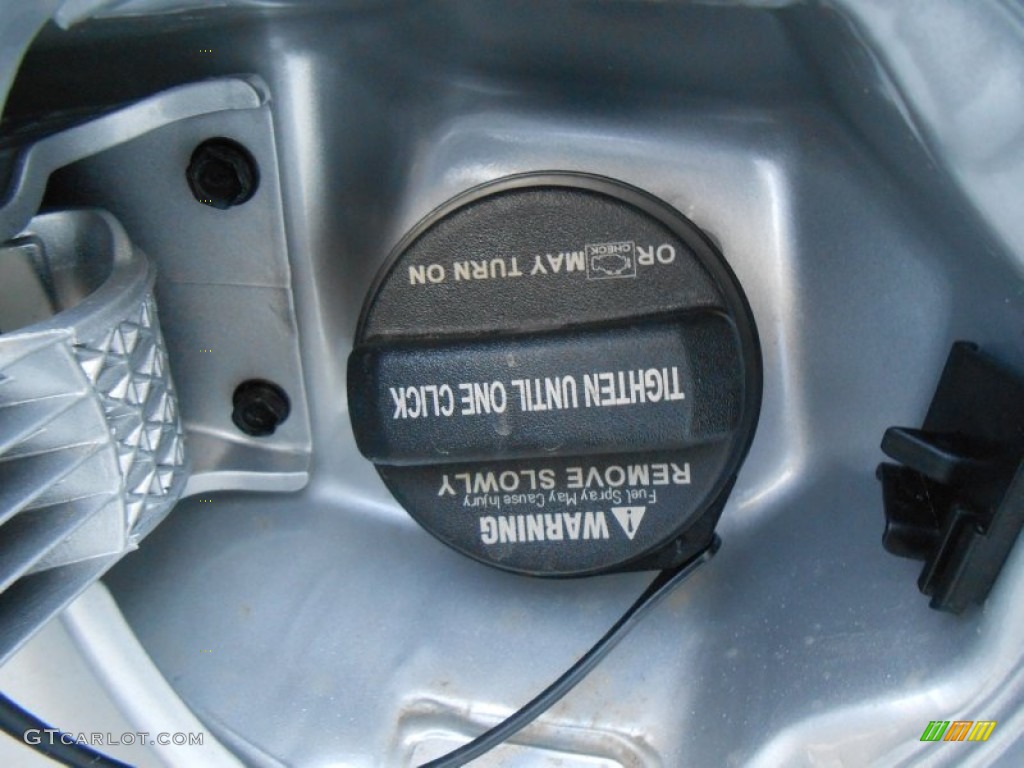 ⚠ WARNING
Fuel Spray May Cause Injury
REMOVE SLOWLY
TIGHTEN UNTIL ONE CLICK
OR CHECK MAY TURN ON
GTCARLOT.COM